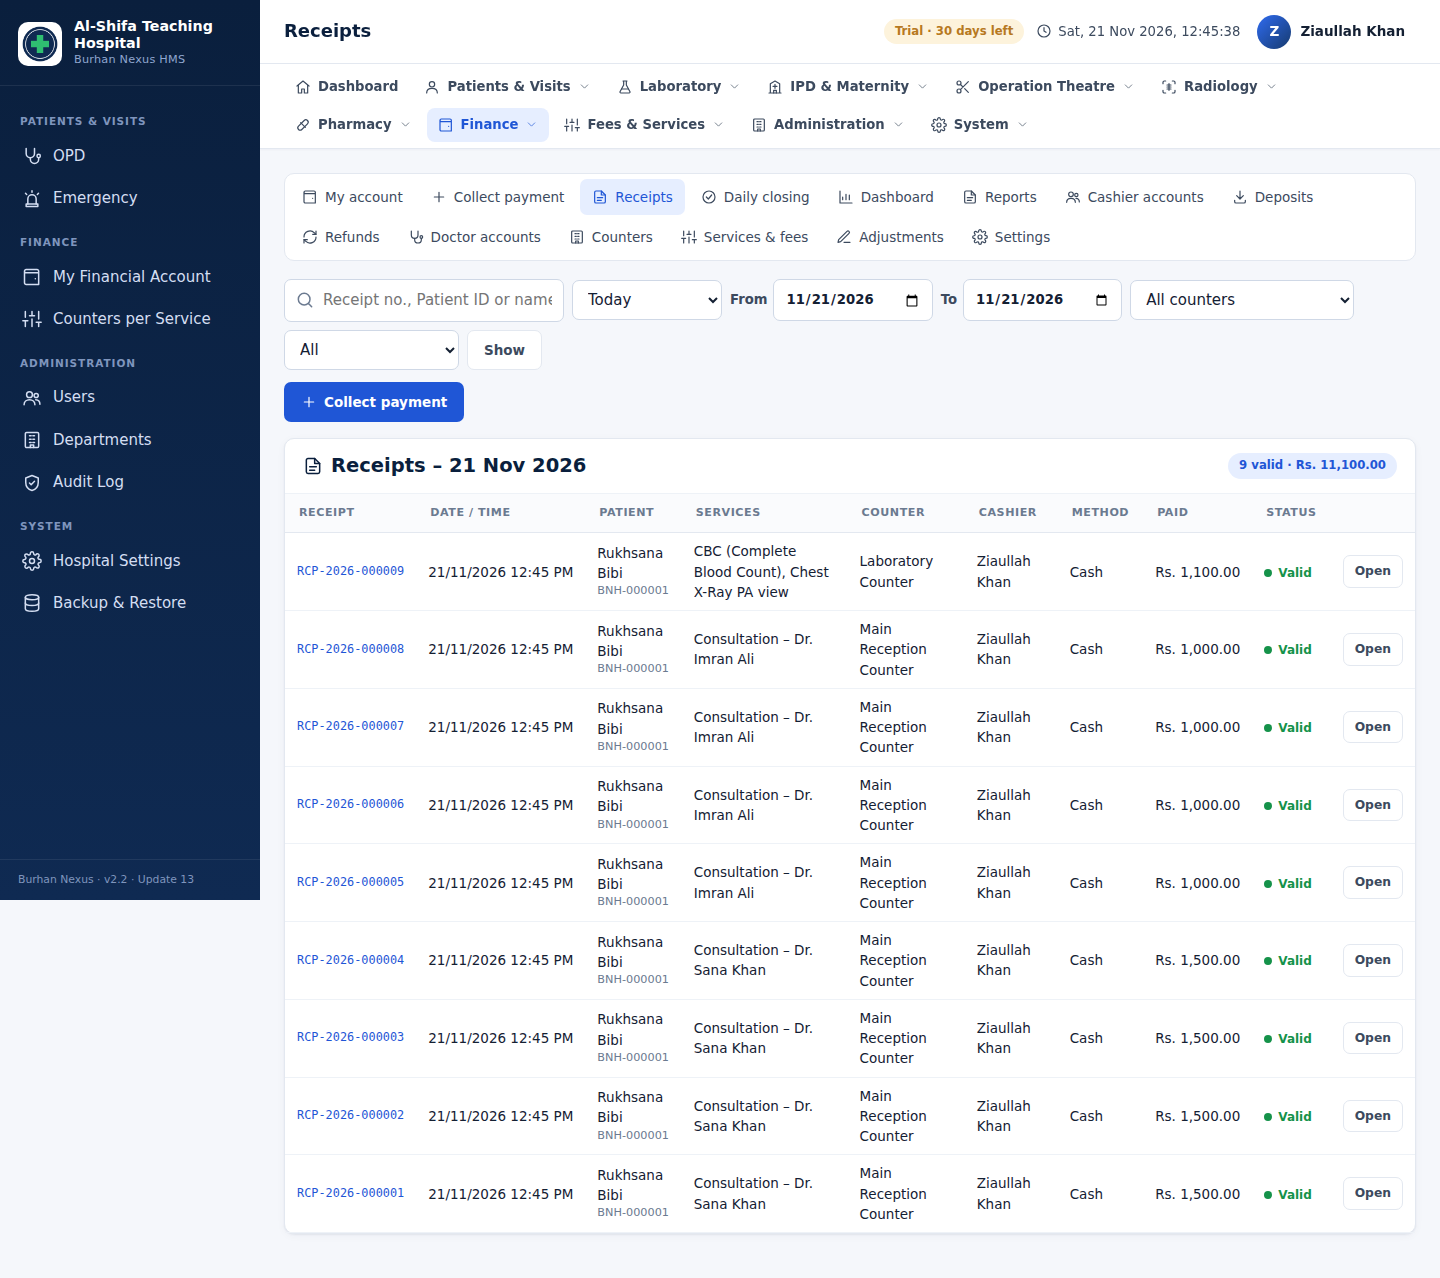 Al-Shifa Teaching
Hospital
Burhan Nexus HMS
PATIENTS & VISITS
OPD
Emergency
FINANCE
My Financial Account
Counters per Service
ADMINISTRATION
Users
Departments
Audit Log
SYSTEM
Hospital Settings
Backup & Restore
Burhan Nexus · v2.2 · Update 13
Receipts
Trial · 30 days left
Sat, 21 Nov 2026, 12:45:38
Z
Ziaullah Khan
Dashboard Patients & Visits Laboratory IPD & Maternity Operation Theatre Radiology
Pharmacy Finance Fees & Services Administration System
My account Collect payment Receipts Daily closing Dashboard Reports Cashier accounts Deposits
Refunds Doctor accounts Counters Services & fees Adjustments Settings
Receipt no., Patient ID or name Today From 11/21/2026 To 11/21/2026 All counters
All Show
Collect payment
Receipts – 21 Nov 2026 9 valid · Rs. 11,100.00
RECEIPT DATE / TIME PATIENT SERVICES COUNTER CASHIER METHOD PAID STATUS
RCP-2026-000009 21/11/2026 12:45 PM Rukhsana Bibi BNH-000001 CBC (Complete Blood Count), Chest X-Ray PA view Laboratory Counter Ziaullah Khan Cash Rs. 1,100.00 Valid Open
RCP-2026-000008 21/11/2026 12:45 PM Rukhsana Bibi BNH-000001 Consultation – Dr. Imran Ali Main Reception Counter Ziaullah Khan Cash Rs. 1,000.00 Valid Open
RCP-2026-000007 21/11/2026 12:45 PM Rukhsana Bibi BNH-000001 Consultation – Dr. Imran Ali Main Reception Counter Ziaullah Khan Cash Rs. 1,000.00 Valid Open
RCP-2026-000006 21/11/2026 12:45 PM Rukhsana Bibi BNH-000001 Consultation – Dr. Imran Ali Main Reception Counter Ziaullah Khan Cash Rs. 1,000.00 Valid Open
RCP-2026-000005 21/11/2026 12:45 PM Rukhsana Bibi BNH-000001 Consultation – Dr. Imran Ali Main Reception Counter Ziaullah Khan Cash Rs. 1,000.00 Valid Open
RCP-2026-000004 21/11/2026 12:45 PM Rukhsana Bibi BNH-000001 Consultation – Dr. Sana Khan Main Reception Counter Ziaullah Khan Cash Rs. 1,500.00 Valid Open
RCP-2026-000003 21/11/2026 12:45 PM Rukhsana Bibi BNH-000001 Consultation – Dr. Sana Khan Main Reception Counter Ziaullah Khan Cash Rs. 1,500.00 Valid Open
RCP-2026-000002 21/11/2026 12:45 PM Rukhsana Bibi BNH-000001 Consultation – Dr. Sana Khan Main Reception Counter Ziaullah Khan Cash Rs. 1,500.00 Valid Open
RCP-2026-000001 21/11/2026 12:45 PM Rukhsana Bibi BNH-000001 Consultation – Dr. Sana Khan Main Reception Counter Ziaullah Khan Cash Rs. 1,500.00 Valid Open